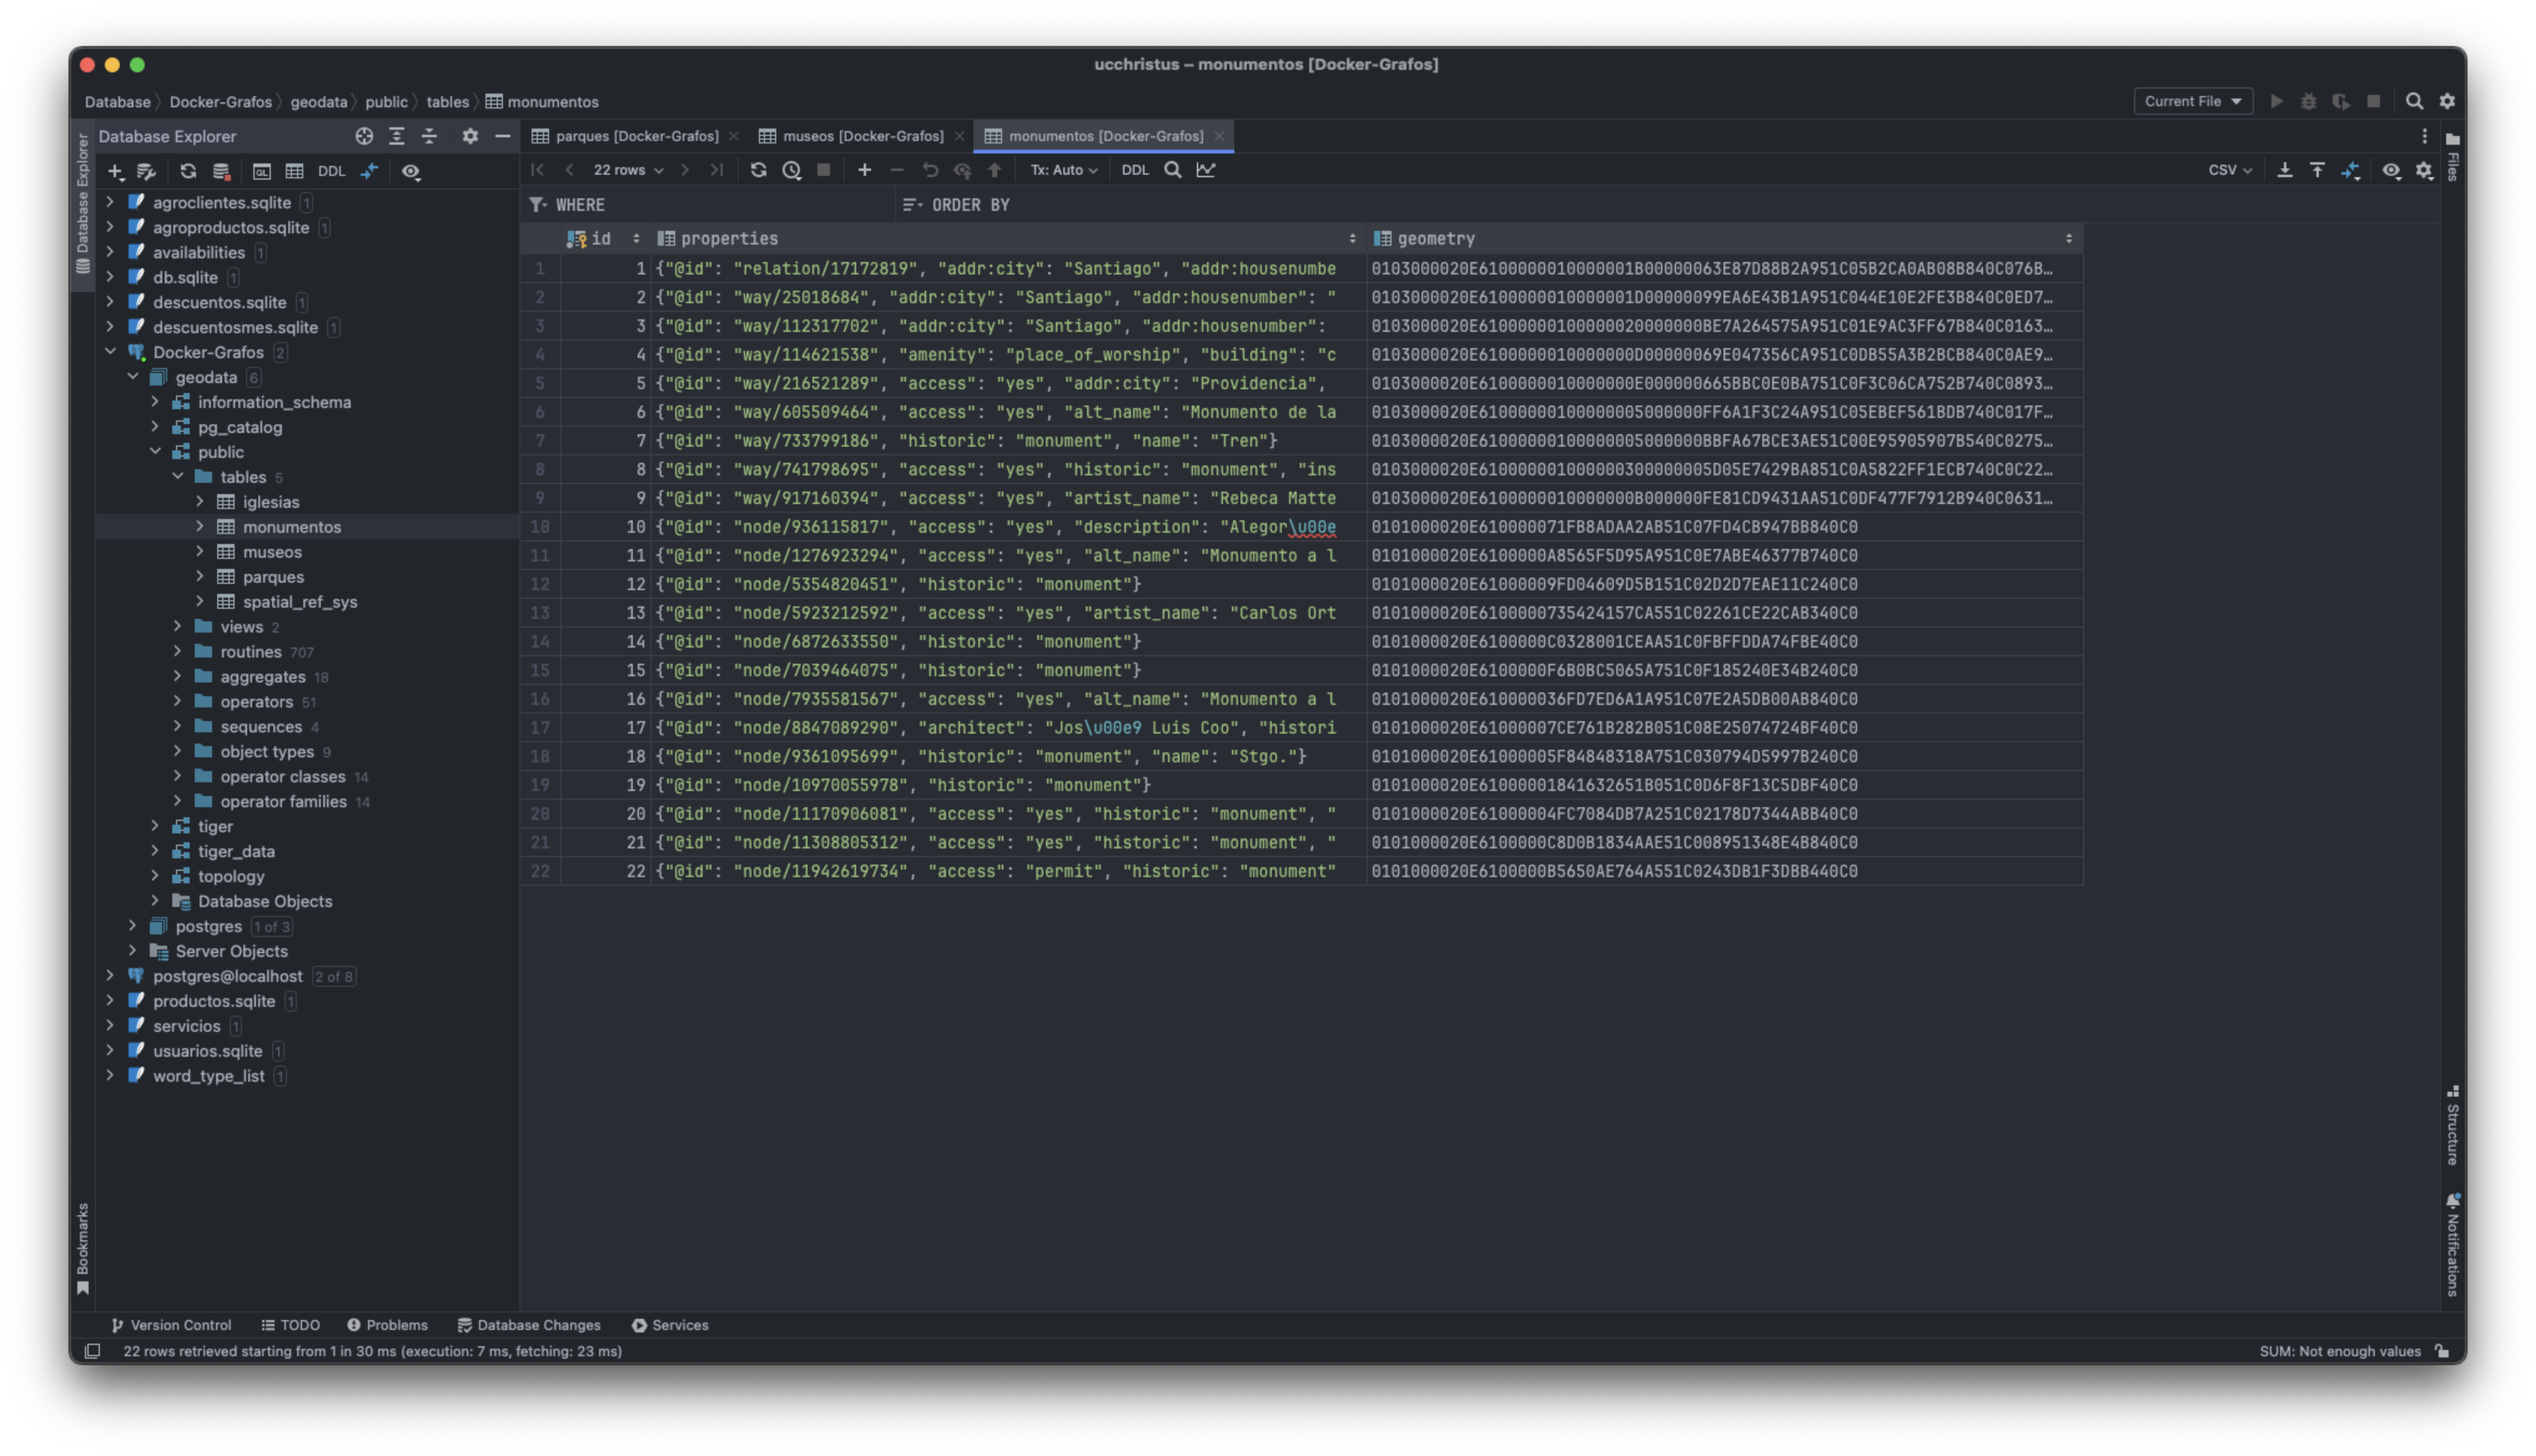 ucchristus – monumentos [Docker-Grafos]
Database Docker-Grafos geodata public tables monumentos
Current File
Database Explorer
parques [Docker-Grafos] museos [Docker-Grafos] monumentos [Docker-Grafos]
DDL
22 rows Tx: Auto DDL CSV
WHERE ORDER BY
id properties geometry
agroclientes.sqlite 1
agroproductos.sqlite 1
availabilities 1
db.sqlite 1
descuentos.sqlite 1
descuentosmes.sqlite 1
Docker-Grafos 2
geodata 6
information_schema
pg_catalog
public
tables 5
iglesias
monumentos
museos
parques
spatial_ref_sys
views 2
routines 707
aggregates 18
operators 51
sequences 4
object types 9
operator classes 14
operator families 14
tiger
tiger_data
topology
Database Objects
postgres 1 of 3
Server Objects
postgres@localhost 2 of 8
productos.sqlite 1
servicios 1
usuarios.sqlite 1
word_type_list 1
1 1 {"@id": "relation/17172819", "addr:city": "Santiago", "addr:housenumbe 0103000020E6100000010000001B00000063E87D88B2A951C05B2CA0AB08B840C076B…
2 2 {"@id": "way/25018684", "addr:city": "Santiago", "addr:housenumber": " 0103000020E6100000010000001D00000099EA6E43B1A951C044E10E2FE3B840C0ED7…
3 3 {"@id": "way/112317702", "addr:city": "Santiago", "addr:housenumber": 0103000020E61000000100000020000000BE7A264575A951C01E9AC3FF67B840C0163…
4 4 {"@id": "way/114621538", "amenity": "place_of_worship", "building": "c 0103000020E6100000010000000D00000069E047356CA951C0DB55A3B2BCB840C0AE9…
5 5 {"@id": "way/216521289", "access": "yes", "addr:city": "Providencia", 0103000020E6100000010000000E000000665BBC0E0BA751C0F3C06CA752B740C0893…
6 6 {"@id": "way/605509464", "access": "yes", "alt_name": "Monumento de la 0103000020E61000000100000005000000FF6A1F3C24A951C05EBEF561BDB740C017F…
7 7 {"@id": "way/733799186", "historic": "monument", "name": "Tren"} 0103000020E61000000100000005000000BBFA67BCE3AE51C00E95905907B540C0275…
8 8 {"@id": "way/741798695", "access": "yes", "historic": "monument", "ins 0103000020E6100000010000000300000005D05E7429BA851C0A5822FF1ECB740C0C22…
9 9 {"@id": "way/917160394", "access": "yes", "artist_name": "Rebeca Matte 0103000020E6100000010000000B000000FE81CD9431AA51C0DF477F7912B940C0631…
10 10 {"@id": "node/936115817", "access": "yes", "description": "Alegor\u00e 0101000020E610000071FB8ADAA2AB51C07FD4CB947BB840C0
11 11 {"@id": "node/1276923294", "access": "yes", "alt_name": "Monumento a l 0101000020E6100000A8565F5D95A951C0E7ABE46377B740C0
12 12 {"@id": "node/5354820451", "historic": "monument"} 0101000020E61000009FD04609D5B151C02D2D7EAE11C240C0
13 13 {"@id": "node/5923212592", "access": "yes", "artist_name": "Carlos Ort 0101000020E6100000735424157CA551C02261CE22CAB340C0
14 14 {"@id": "node/6872633550", "historic": "monument"} 0101000020E6100000C0328001CEAA51C0FBFFDDA74FBE40C0
15 15 {"@id": "node/7039464075", "historic": "monument"} 0101000020E6100000F6B0BC5065A751C0F185240E34B240C0
16 16 {"@id": "node/7935581567", "access": "yes", "alt_name": "Monumento a l 0101000020E610000036FD7ED6A1A951C07E2A5DB00AB840C0
17 17 {"@id": "node/8847089290", "architect": "Jos\u00e9 Luis Coo", "histori 0101000020E61000007CE761B282B051C08E25074724BF40C0
18 18 {"@id": "node/9361095699", "historic": "monument", "name": "Stgo."} 0101000020E61000005F84848318A751C030794D5997B240C0
19 19 {"@id": "node/10970055978", "historic": "monument"} 0101000020E61000001841632651B051C0D6F8F13C5DBF40C0
20 20 {"@id": "node/11170906081", "access": "yes", "historic": "monument", " 0101000020E61000004FC7084DB7A251C02178D7344ABB40C0
21 21 {"@id": "node/11308805312", "access": "yes", "historic": "monument", " 0101000020E6100000C8D0B1834AAE51C008951348E4B840C0
22 22 {"@id": "node/11942619734", "access": "permit", "historic": "monument" 0101000020E6100000B5650AE764A551C0243DB1F3DBB440C0
Database Explorer
Bookmarks
Files
Structure
Notifications
Version Control TODO Problems Database Changes Services
22 rows retrieved starting from 1 in 30 ms (execution: 7 ms, fetching: 23 ms) SUM: Not enough values